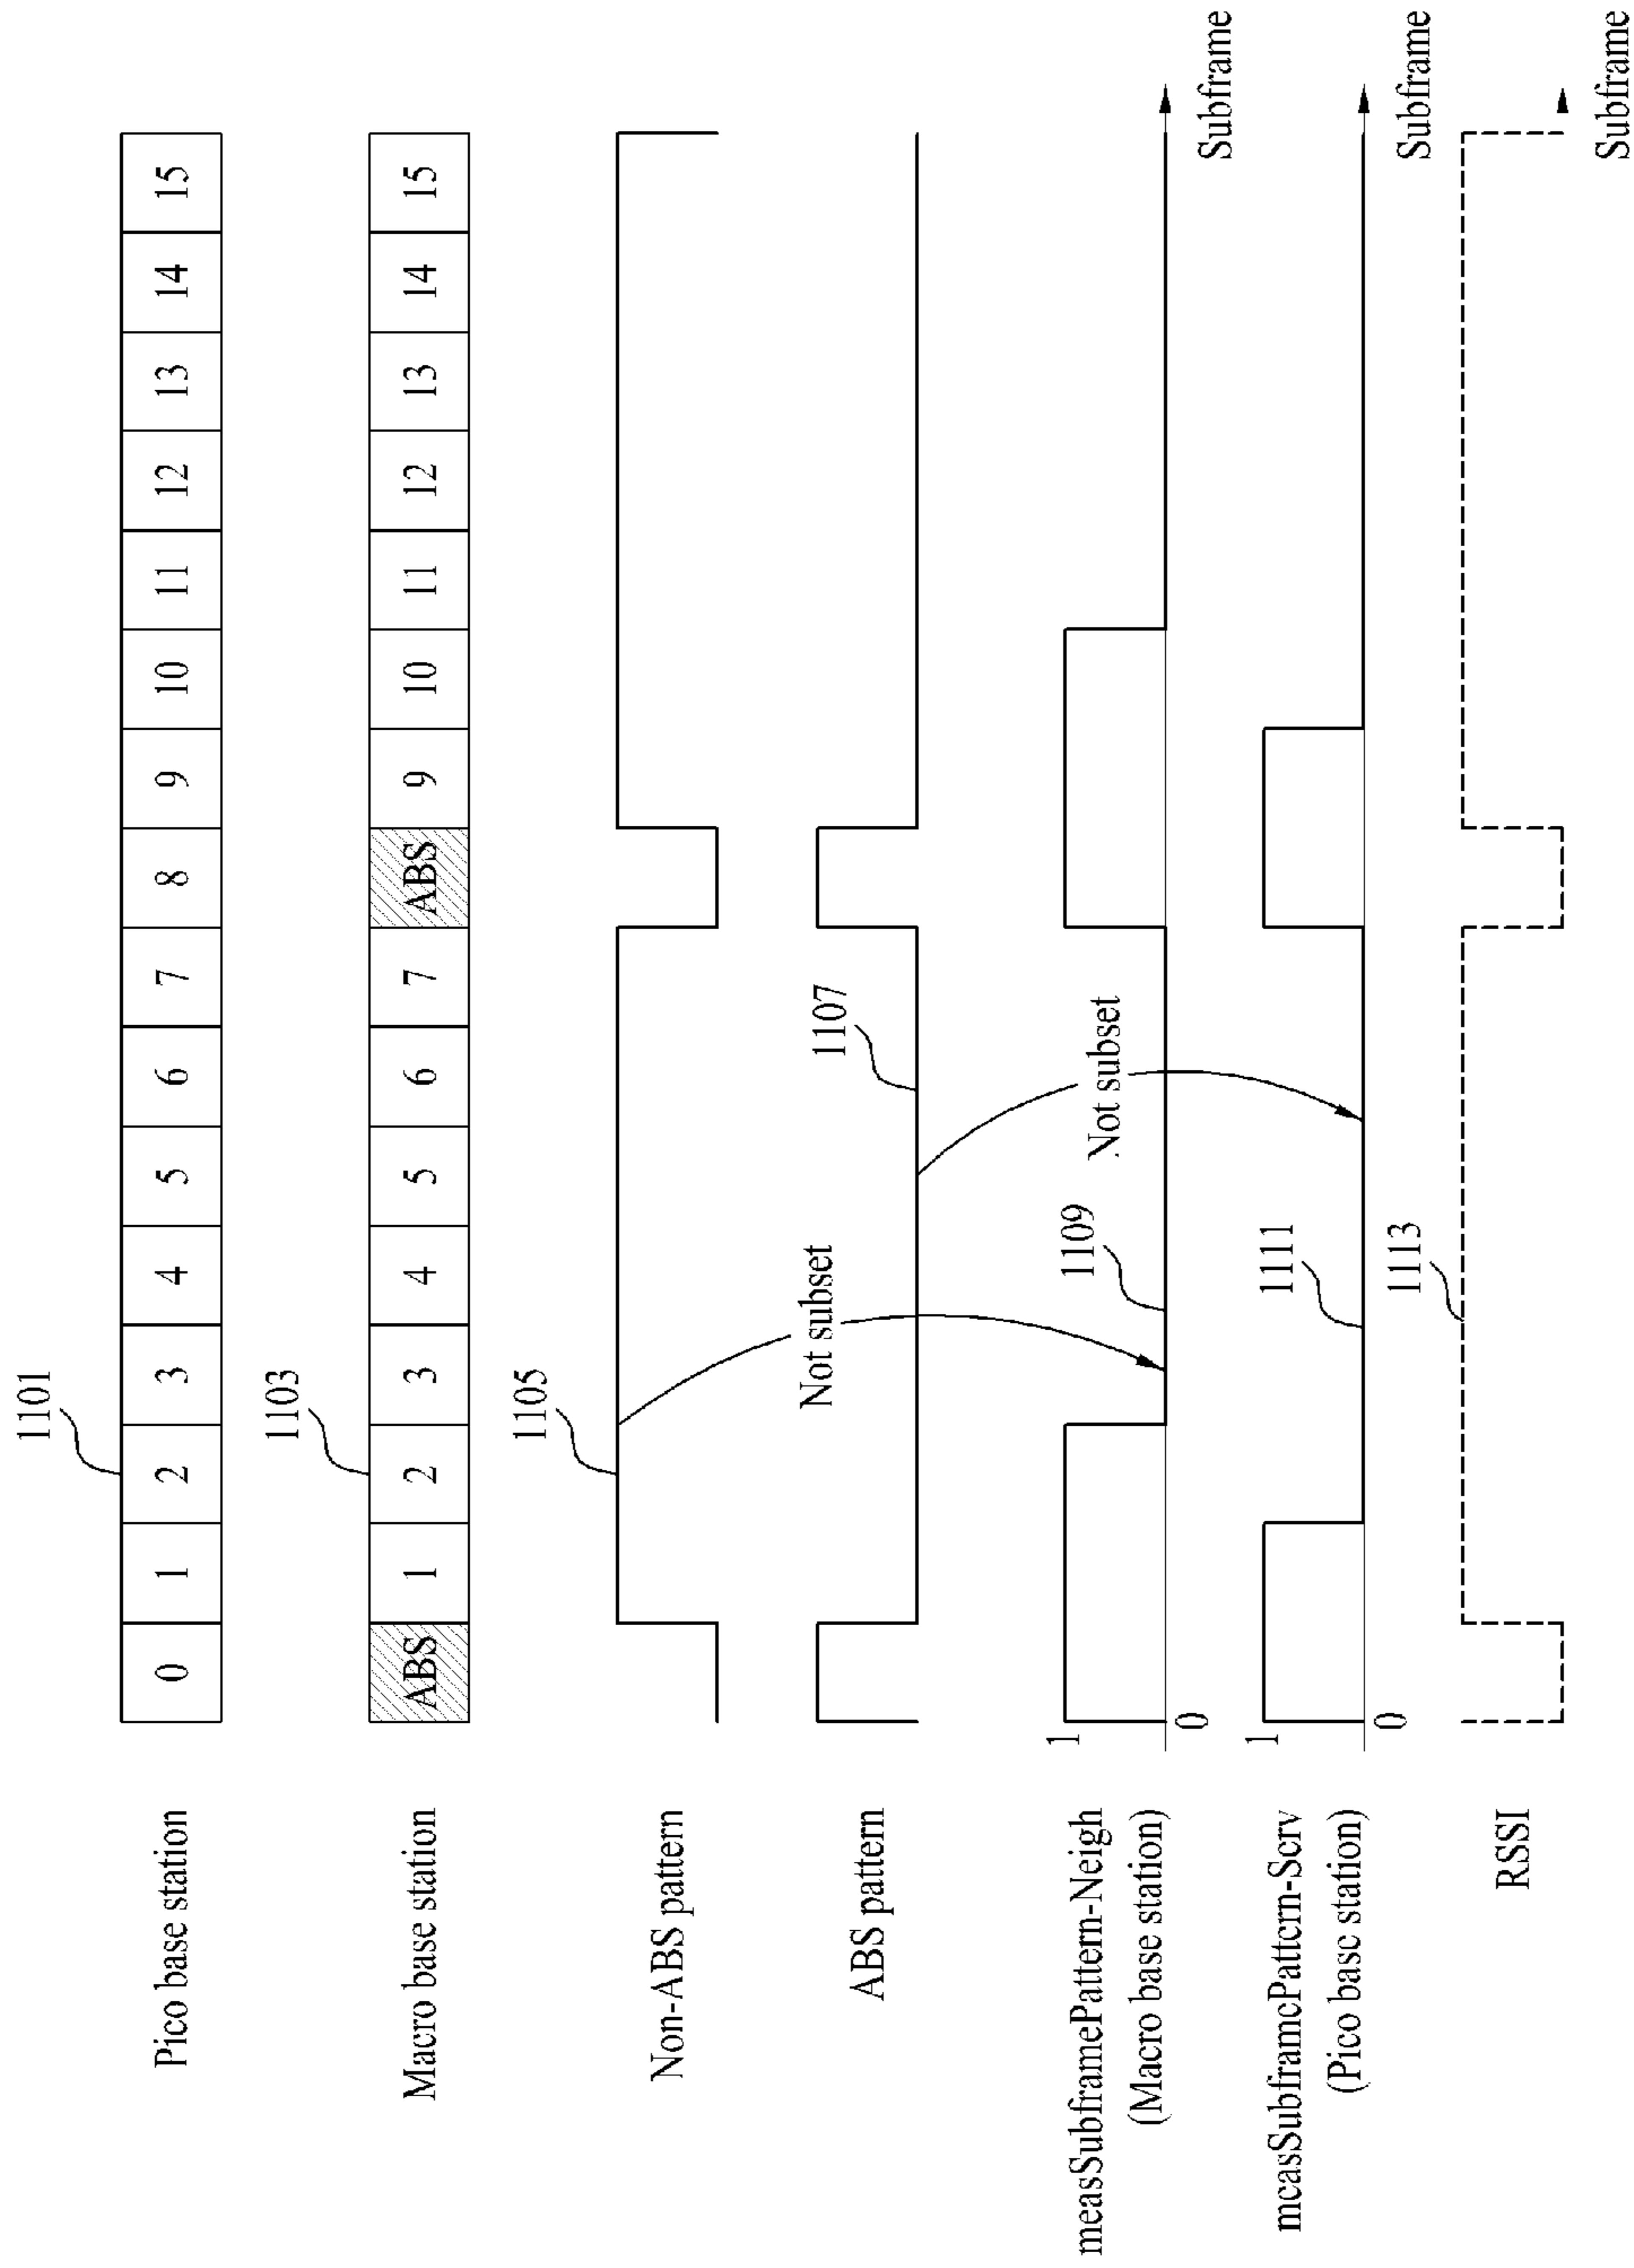 1101
Pico base station
0 1 2 3 4 5 6 7 8 9 10 11 12 13 14 15
1103
Macro base station
ABS 1 2 3 4 5 6 7 ABS 9 10 11 12 13 14 15
1105
Non-ABS pattern
Not subset
1107
ABS pattern
Not subset
1109
measSubframePattern-Neigh
(Macro base station)
1
0
Subframe
1111
measSubframePattern-Serv
(Pico base station)
1
0
Subframe
1113
RSSI
Subframe